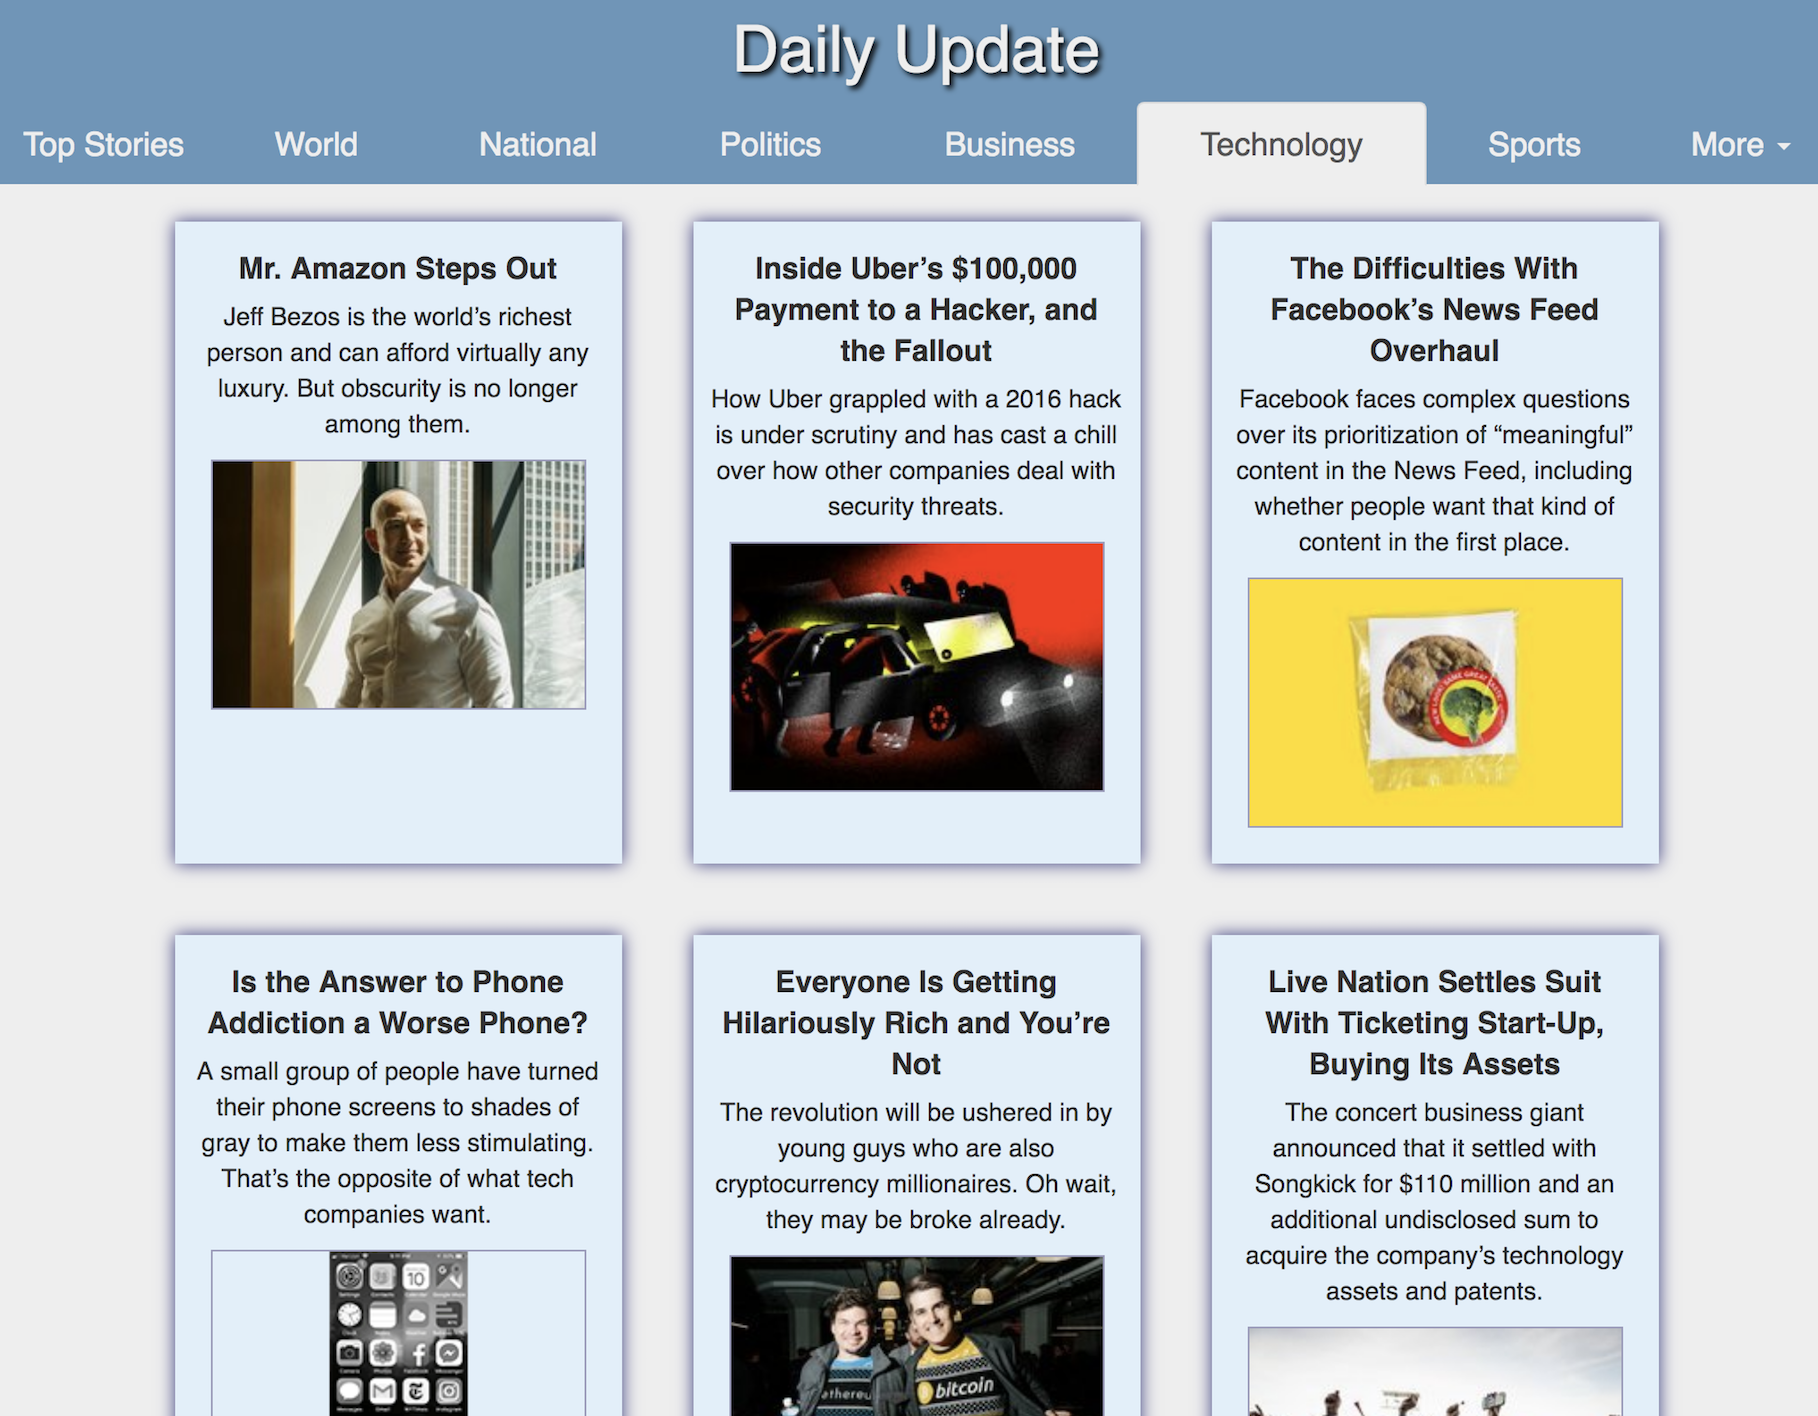 Daily Update
Top Stories
World
National
Politics
Business
Technology
Sports
More
Mr. Amazon Steps Out
Jeff Bezos is the world’s richest
person and can afford virtually any
luxury. But obscurity is no longer
among them.
Inside Uber’s $100,000
Payment to a Hacker, and
the Fallout
How Uber grappled with a 2016 hack
is under scrutiny and has cast a chill
over how other companies deal with
security threats.
The Difficulties With
Facebook’s News Feed
Overhaul
Facebook faces complex questions
over its prioritization of “meaningful”
content in the News Feed, including
whether people want that kind of
content in the first place.
Is the Answer to Phone
Addiction a Worse Phone?
A small group of people have turned
their phone screens to shades of
gray to make them less stimulating.
That’s the opposite of what tech
companies want.
10
Everyone Is Getting
Hilariously Rich and You’re
Not
The revolution will be ushered in by
young guys who are also
cryptocurrency millionaires. Oh wait,
they may be broke already.
bitcoin
Live Nation Settles Suit
With Ticketing Start-Up,
Buying Its Assets
The concert business giant
announced that it settled with
Songkick for $110 million and an
additional undisclosed sum to
acquire the company’s technology
assets and patents.